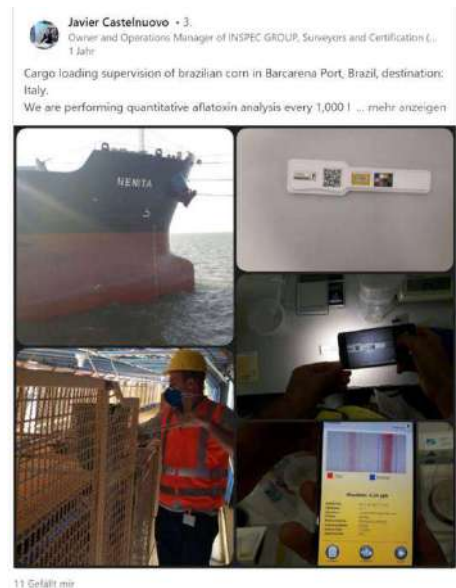 Javier Castelnuovo • 3.
Owner and Operations Manager of INSPEC GROUP, Surveyors and Certification (...
1 Jahr
Cargo loading supervision of brazilian corn in Barcarena Port, Brazil, destination:
Italy.
We are performing quantitative aflatoxin analysis every 1,000 l ... mehr anzeigen
NENITA
11 Gefällt mir